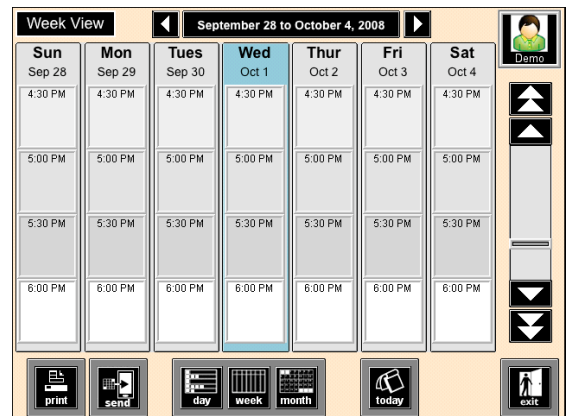 Week View
September 28 to October 4, 2008
Demo
Sun Mon Tues Wed Thur Fri Sat
Sep 28 Sep 29 Sep 30 Oct 1 Oct 2 Oct 3 Oct 4
4:30 PM 4:30 PM 4:30 PM 4:30 PM 4:30 PM 4:30 PM 4:30 PM
5:00 PM 5:00 PM 5:00 PM 5:00 PM 5:00 PM 5:00 PM 5:00 PM
5:30 PM 5:30 PM 5:30 PM 5:30 PM 5:30 PM 5:30 PM 5:30 PM
6:00 PM 6:00 PM 6:00 PM 6:00 PM 6:00 PM 6:00 PM 6:00 PM
print send day week month today exit